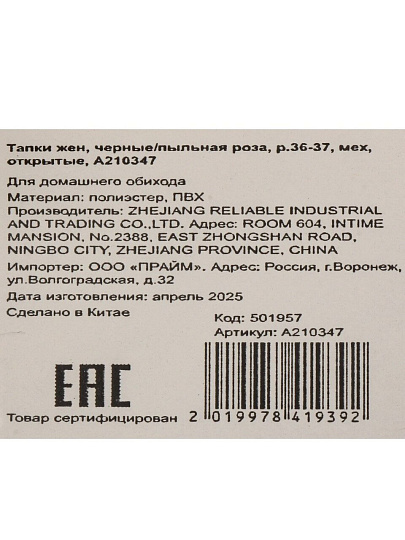 Тапки жен, черные/пыльная роза, р.36-37, мех,
открытые, А210347
Для домашнего обихода
Материал: полиэстер, ПВХ
Производитель: ZHEJIANG RELIABLE INDUSTRIAL
AND TRADING CO.,LTD. Адрес: ROOM 604, INTIME
MANSION, No.2388, EAST ZHONGSHAN ROAD,
NINGBO CITY, ZHEJIANG PROVINCE, CHINA
Импортер: ООО «ПРАЙМ». Адрес: Россия, г.Воронеж,
ул.Волгоградская, д.32
Дата изготовления: апрель 2025
Сделано в Китае
Код: 501957
Артикул: А210347
EAC
Товар сертифицирован
2 019978 419392